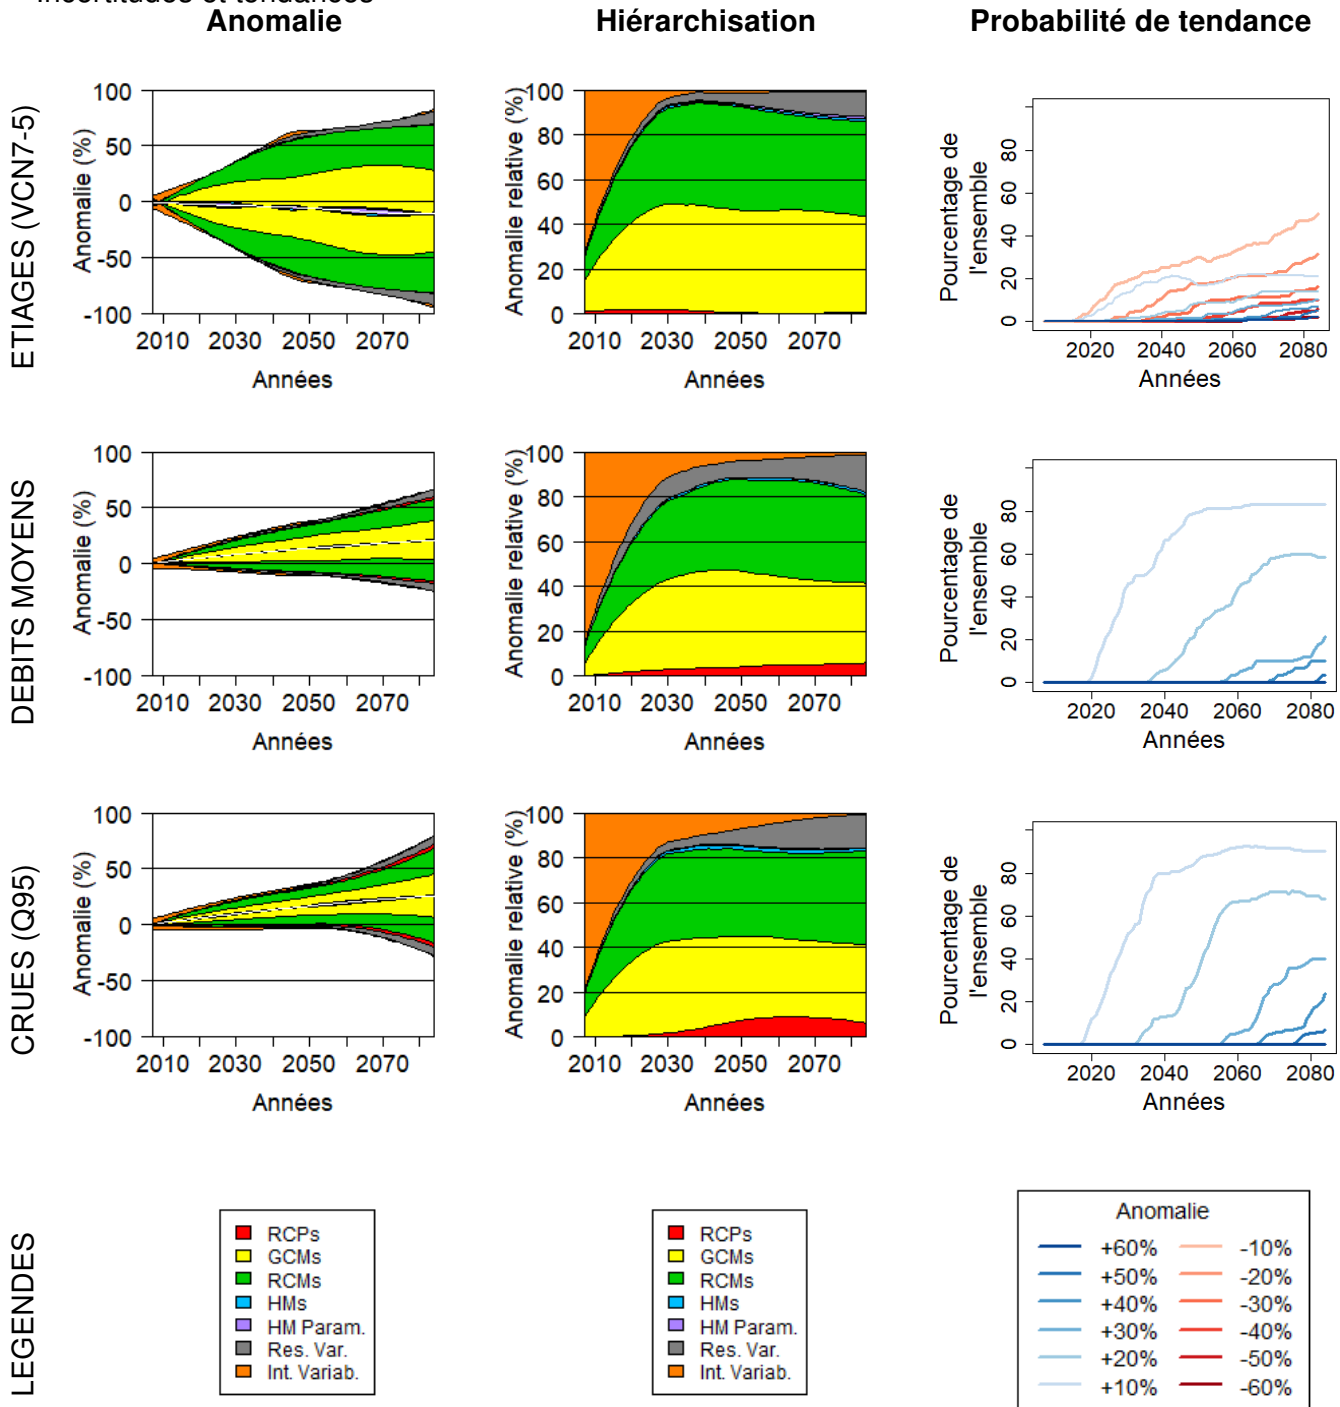 Incertitudes et tendances
Anomalie Hiérarchisation Probabilité de tendance
ETIAGES (VCN7-5)
Anomalie (%)
100
50
0
-50
-100
2010 2030 2050 2070
Années
Anomalie relative (%)
100
80
60
40
20
0
2010 2030 2050 2070
Années
Pourcentage de
l'ensemble
80
60
40
20
0
2020 2040 2060 2080
Années
DEBITS MOYENS
Anomalie (%)
100
50
0
-50
-100
2010 2030 2050 2070
Années
Anomalie relative (%)
100
80
60
40
20
0
2010 2030 2050 2070
Années
Pourcentage de
l'ensemble
80
60
40
20
0
2020 2040 2060 2080
Années
CRUES (Q95)
Anomalie (%)
100
50
0
-50
-100
2010 2030 2050 2070
Années
Anomalie relative (%)
100
80
60
40
20
0
2010 2030 2050 2070
Années
Pourcentage de
l'ensemble
80
60
40
20
0
2020 2040 2060 2080
Années
LEGENDES
RCPs
GCMs
RCMs
HMs
HM Param.
Res. Var.
Int. Variab.
RCPs
GCMs
RCMs
HMs
HM Param.
Res. Var.
Int. Variab.
Anomalie
+60% -10%
+50% -20%
+40% -30%
+30% -40%
+20% -50%
+10% -60%